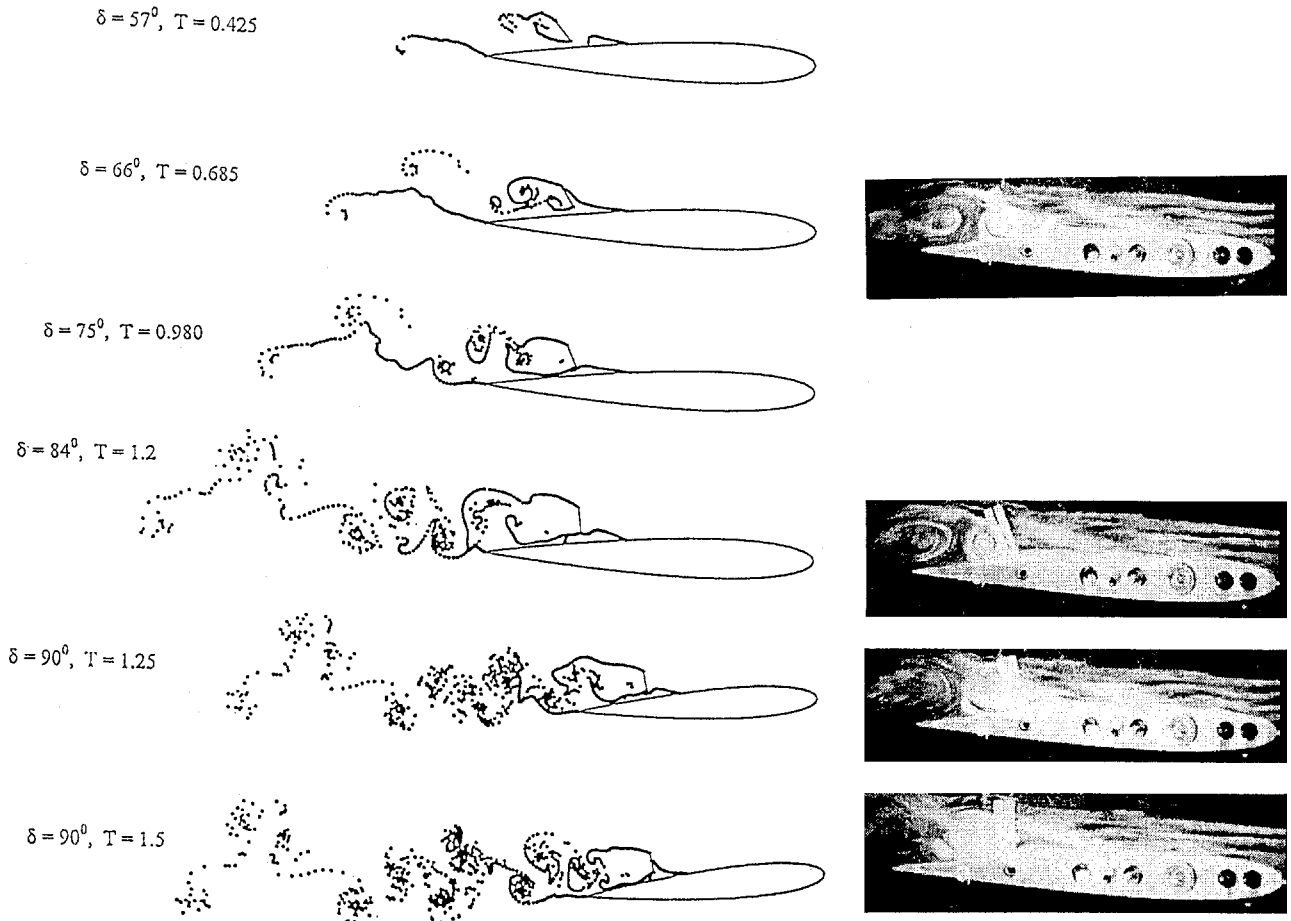 δ = 57⁰, T = 0.425
δ = 66⁰, T = 0.685
δ = 75⁰, T = 0.980
δ = 84⁰, T = 1.2
δ = 90⁰, T = 1.25
δ = 90⁰, T = 1.5